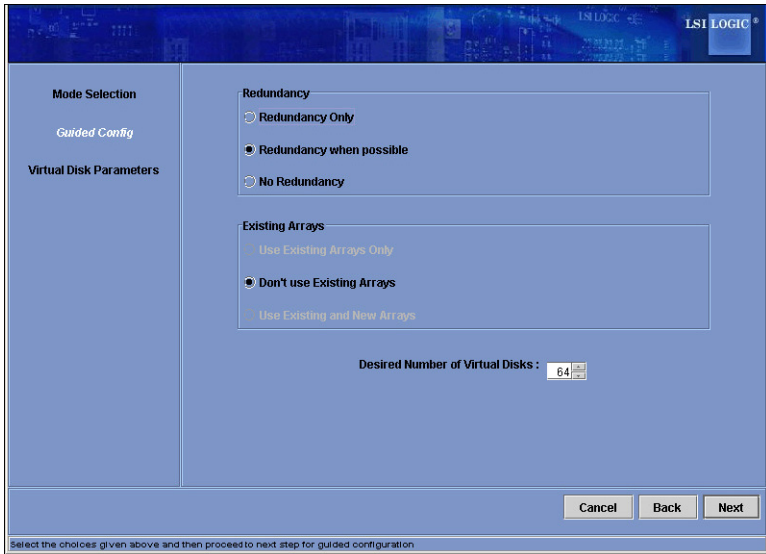 LSI LOGIC
LSI LOGIC ®
Mode Selection
Guided Config
Virtual Disk Parameters
Redundancy
Redundancy Only
Redundancy when possible
No Redundancy
Existing Arrays
Use Existing Arrays Only
Don't use Existing Arrays
Use Existing and New Arrays
Desired Number of Virtual Disks : 64
Cancel Back Next
Select the choices given above and then proceed to next step for guided configuration